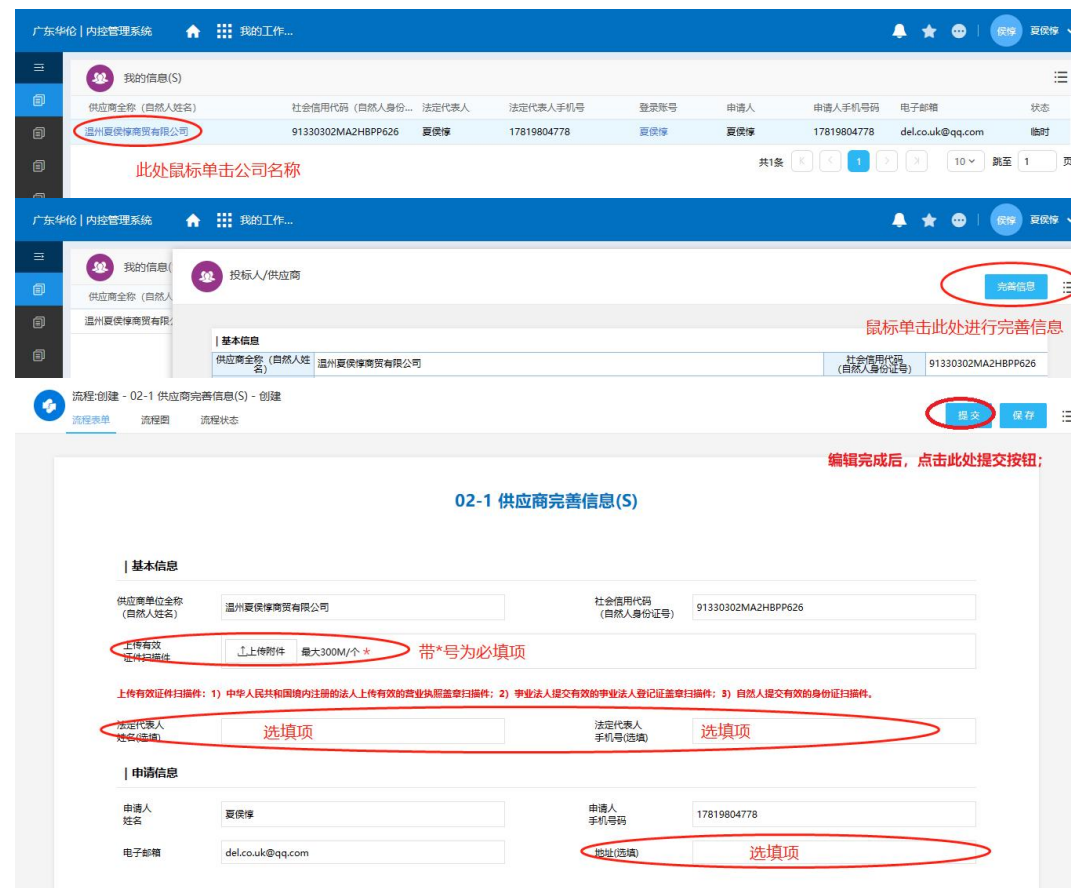 广东华伦 | 内控管理系统 我的工作... 侯惇 夏侯惇
我的信息(S)
供应商全称（自然人姓名） 社会信用代码（自然人身份... 法定代表人 法定代表人手机号 登录账号 申请人 申请人手机号码 电子邮箱 状态
温州夏侯惇商贸有限公司 91330302MA2HBPP626 夏侯惇 17819804778 夏侯惇 夏侯惇 17819804778 del.co.uk@qq.com 临时
共1条 1 10 跳至 1 页
此处鼠标单击公司名称
广东华伦 | 内控管理系统 我的工作... 侯惇 夏侯惇
我的信息( 投标人/供应商
完善信息
供应商全称（自然人
温州夏侯惇商贸有限公
鼠标单击此处进行完善信息
| 基本信息
供应商全称（自然人姓名） 温州夏侯惇商贸有限公司 社会信用代码（自然人身份证号） 91330302MA2HBPP626
流程:创建 - 02-1 供应商完善信息(S) - 创建
流程表单 流程图 流程状态 提交 保存
编辑完成后，点击此处提交按钮；
02-1 供应商完善信息(S)
| 基本信息
供应商单位全称
（自然人姓名） 温州夏侯惇商贸有限公司 社会信用代码
（自然人身份证号） 91330302MA2HBPP626
上传有效
证件扫描件 上传附件 最大300M/个 * 带*号为必填项
上传有效证件扫描件：1）中华人民共和国境内注册的法人上传有效的营业执照盖章扫描件；2）事业法人提交有效的事业法人登记证盖章扫描件；3）自然人提交有效的身份证扫描件。
法定代表人
姓名(选填) 选填项 法定代表人
手机号(选填) 选填项
| 申请信息
申请人
姓名 夏侯惇 申请人
手机号码 17819804778
电子邮箱 del.co.uk@qq.com 地址(选填) 选填项